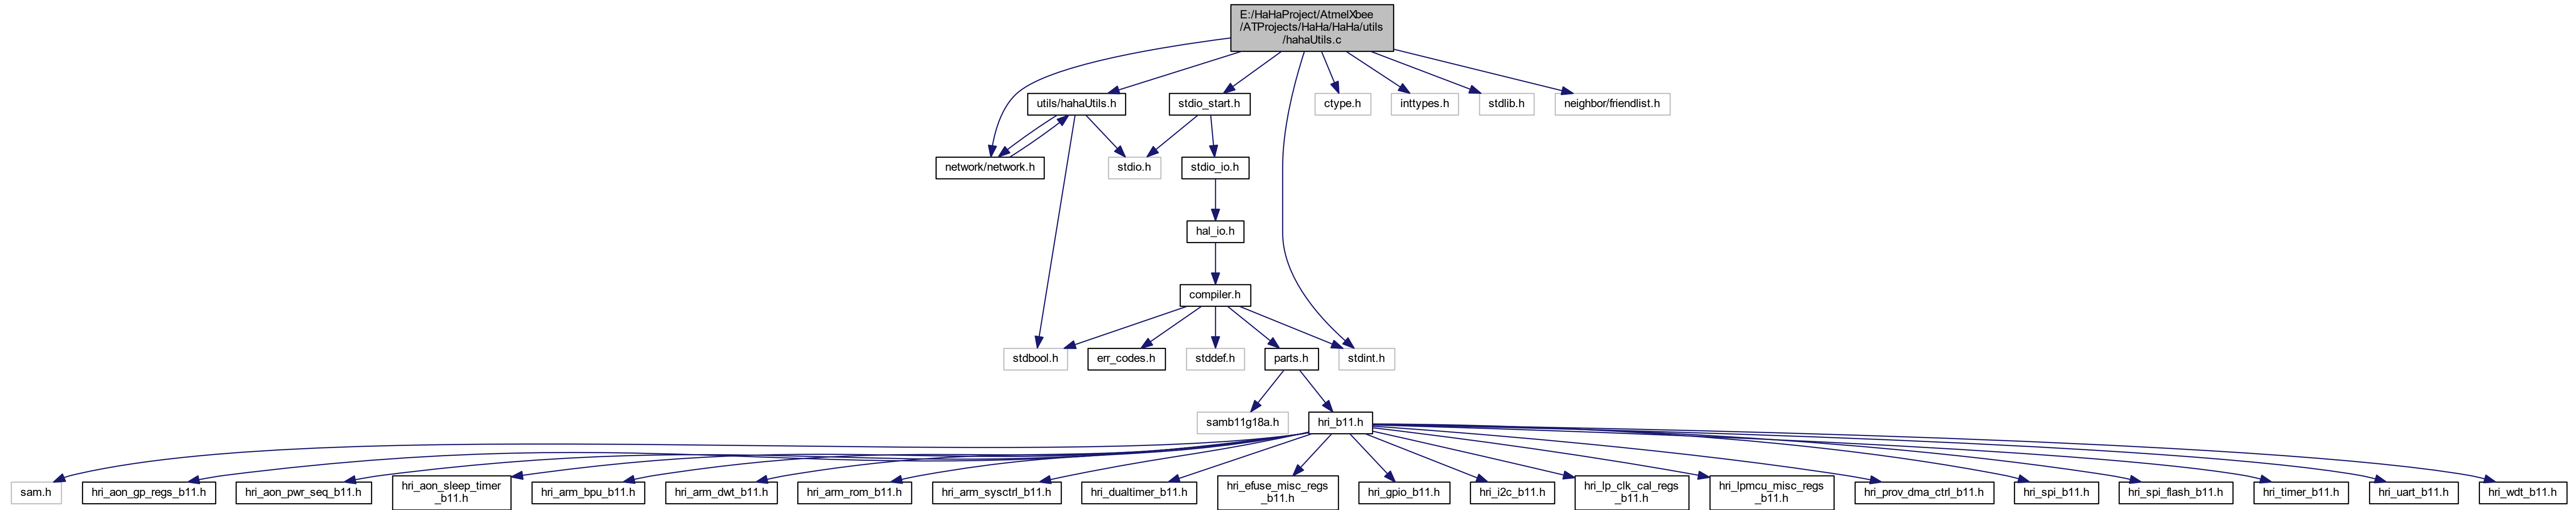 E:/HaHaProject/AtmelXbee
/ATProjects/HaHa/HaHa/utils
/hahaUtils.c
utils/hahaUtils.h
stdio_start.h
ctype.h
inttypes.h
stdlib.h
neighbor/friendlist.h
network/network.h
stdio.h
stdio_io.h
hal_io.h
compiler.h
stdbool.h
err_codes.h
stddef.h
parts.h
stdint.h
samb11g18a.h
hri_b11.h
sam.h
hri_aon_gp_regs_b11.h
hri_aon_pwr_seq_b11.h
hri_aon_sleep_timer
_b11.h
hri_arm_bpu_b11.h
hri_arm_dwt_b11.h
hri_arm_rom_b11.h
hri_arm_sysctrl_b11.h
hri_dualtimer_b11.h
hri_efuse_misc_regs
_b11.h
hri_gpio_b11.h
hri_i2c_b11.h
hri_lp_clk_cal_regs
_b11.h
hri_lpmcu_misc_regs
_b11.h
hri_prov_dma_ctrl_b11.h
hri_spi_b11.h
hri_spi_flash_b11.h
hri_timer_b11.h
hri_uart_b11.h
hri_wdt_b11.h